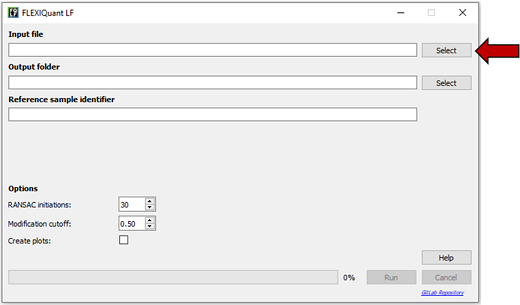 FLEXIQuant LF
Input file
Select
Output folder
Select
Reference sample identifier
Options
RANSAC initiations: 30
Modification cutoff: 0.50
Create plots:
Help
0% Run Cancel
GitLab Repository